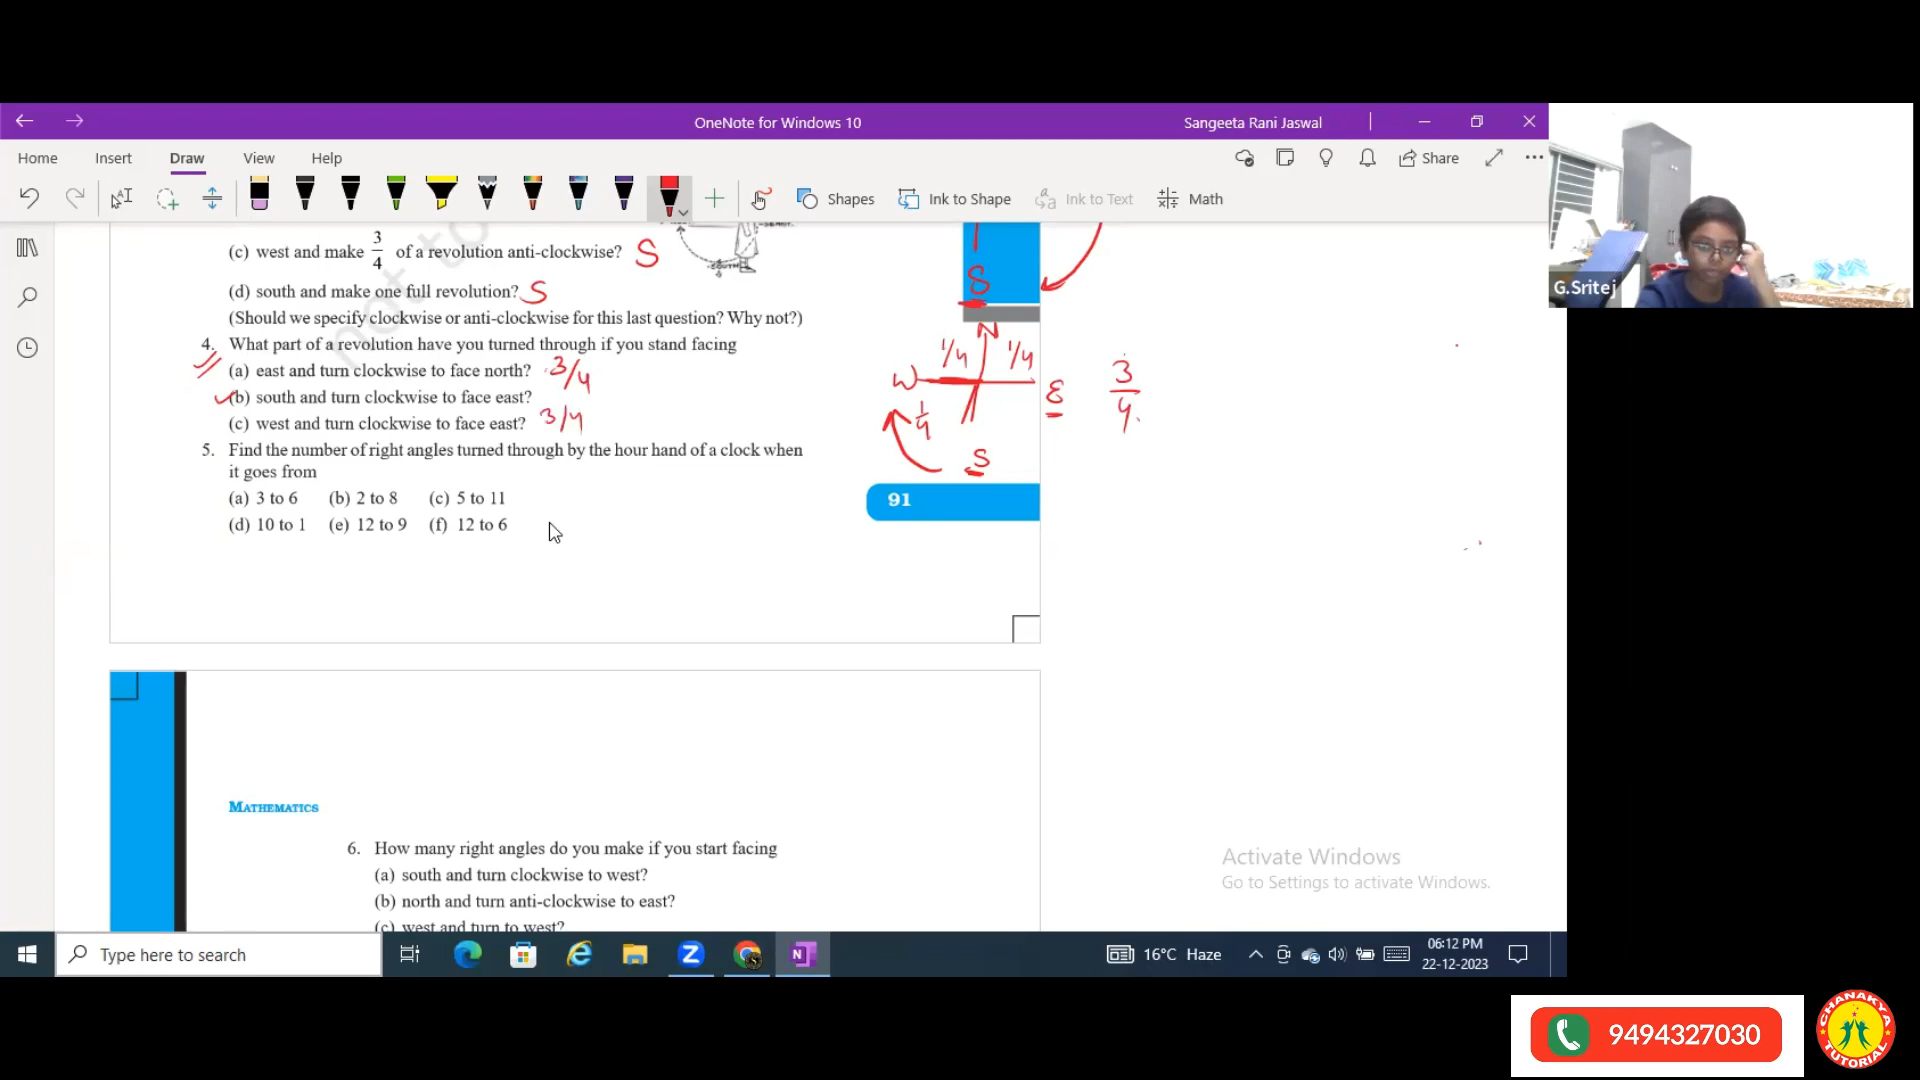 OneNote for Windows 10
Sangeeta Rani Jaswal
Home Insert Draw View Help
Share
Shapes Ink to Shape Ink to Text Math
not to
(c) west and make 3/4 of a revolution anti-clockwise? S
(d) south and make one full revolution? S
(Should we specify clockwise or anti-clockwise for this last question? Why not?)
4. What part of a revolution have you turned through if you stand facing
(a) east and turn clockwise to face north? 3/4
(b) south and turn clockwise to face east?
(c) west and turn clockwise to face east? 3/4
5. Find the number of right angles turned through by the hour hand of a clock when
it goes from
(a) 3 to 6 (b) 2 to 8 (c) 5 to 11
(d) 10 to 1 (e) 12 to 9 (f) 12 to 6
S
N
1/4 1/4
W E
1/4
S
3/4
91
MATHEMATICS
6. How many right angles do you make if you start facing
(a) south and turn clockwise to west?
(b) north and turn anti-clockwise to east?
(c) west and turn to west?
G.Sritej
Activate Windows
Go to Settings to activate Windows.
Type here to search
16°C Haze
06:12 PM
22-12-2023
9494327030
CHANAKYA
TUTORIAL